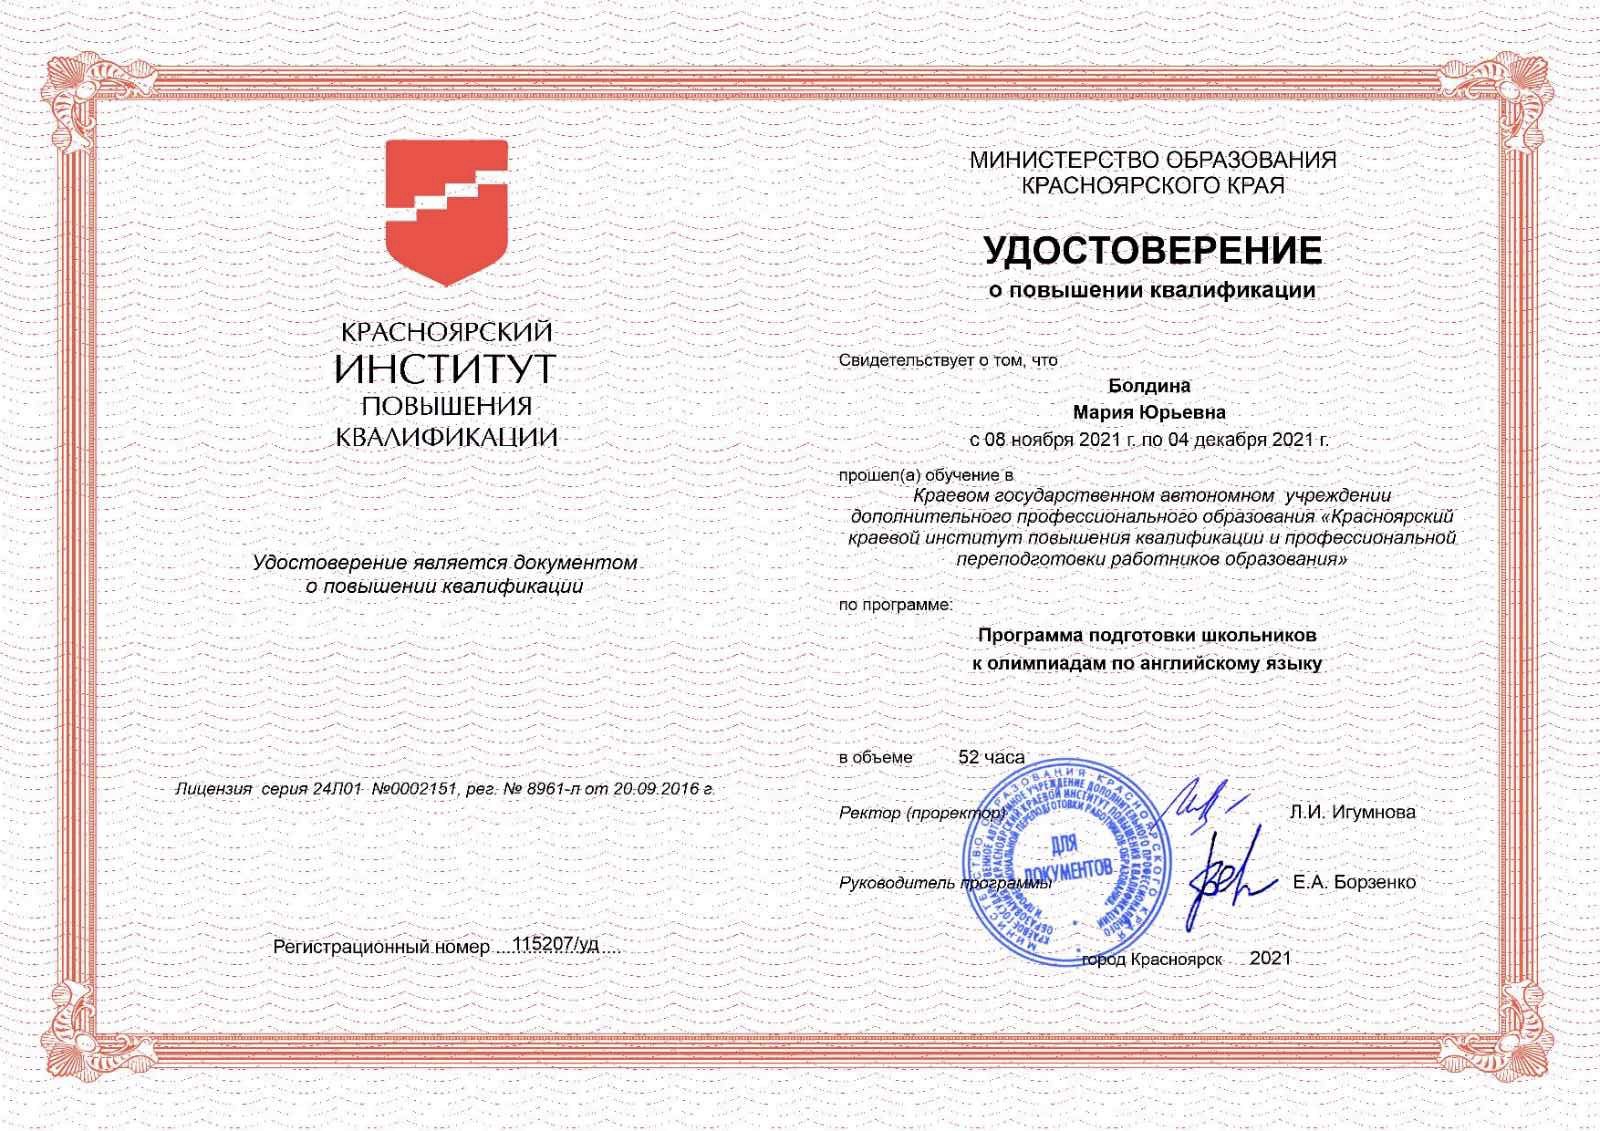 КРАСНОЯРСКИЙ
ИНСТИТУТ
ПОВЫШЕНИЯ
КВАЛИФИКАЦИИ
Удостоверение является документом
о повышении квалификации
Лицензия серия 24Л01 №0002151, рег. № 8961-л от 20.09.2016 г.
Регистрационный номер ....115207/уд....
МИНИСТЕРСТВО ОБРАЗОВАНИЯ
КРАСНОЯРСКОГО КРАЯ
УДОСТОВЕРЕНИЕ
о повышении квалификации
Свидетельствует о том, что
Болдина
Мария Юрьевна
с 08 ноября 2021 г. по 04 декабря 2021 г.
прошел(а) обучение в
Краевом государственном автономном учреждении
дополнительного профессионального образования «Красноярский
краевой институт повышения квалификации и профессиональной
переподготовки работников образования»
по программе:
Программа подготовки школьников
к олимпиадам по английскому языку
в объеме 52 часа
Ректор (проректор) Л.И. Игумнова
Руководитель программы Е.А. Борзенко
город Красноярск 2021
МИНИСТЕРСТВО ОБРАЗОВАНИЯ КРАСНОЯРСКОГО КРАЯ
ДЛЯ
ДОКУМЕНТОВ